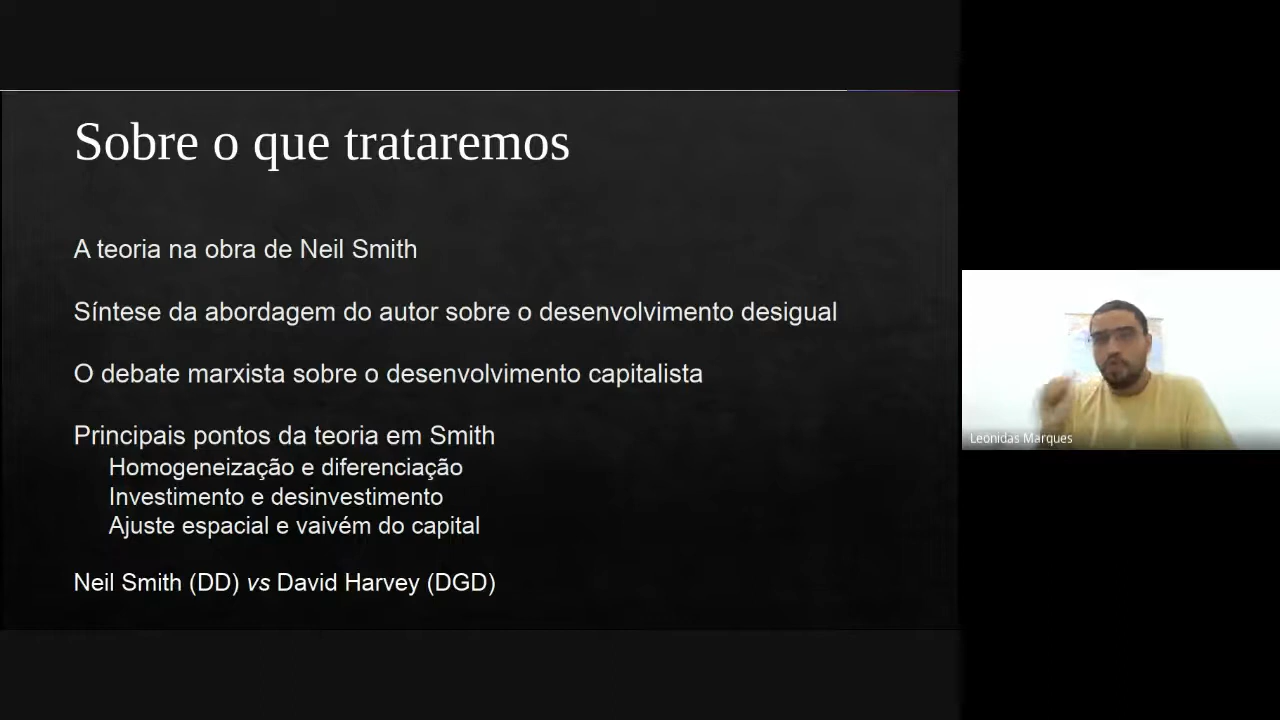 Sobre o que trataremos
A teoria na obra de Neil Smith
Síntese da abordagem do autor sobre o desenvolvimento desigual
O debate marxista sobre o desenvolvimento capitalista
Principais pontos da teoria em Smith
Homogeneização e diferenciação
Investimento e desinvestimento
Ajuste espacial e vaivém do capital
Neil Smith (DD) vs David Harvey (DGD)
Leonidas Marques